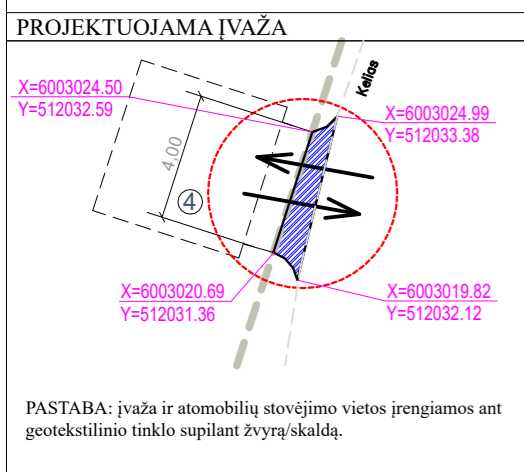 PROJEKTUOJAMA ĮVAŽA
Kelias
X=6003024.50
Y=512032.59
X=6003024.99
Y=512033.38
4.00
4
X=6003020.69
Y=512031.36
X=6003019.82
Y=512032.12
PASTABA: įvaža ir atomobilių stovėjimo vietos įrengiamos ant
geotekstilinio tinklo supilant žvyrą/skaldą.